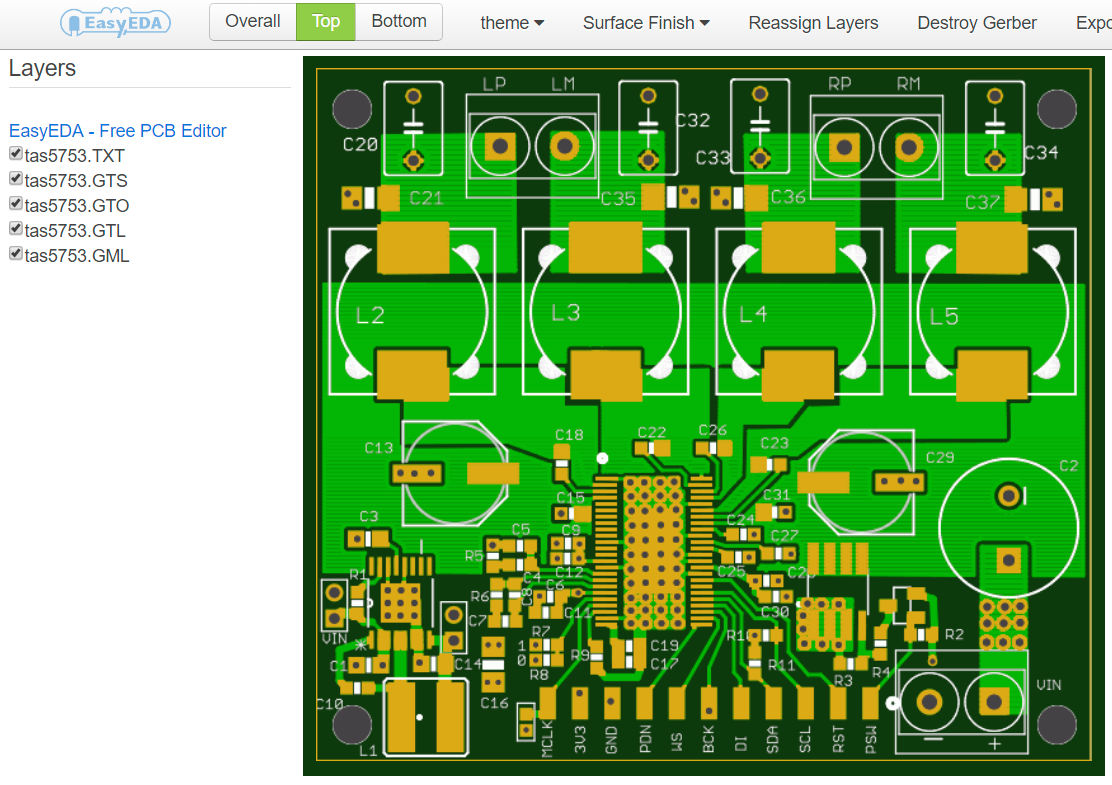 EasyEDA
Overall
Top
Bottom
theme
Surface Finish
Reassign Layers
Destroy Gerber
Expo
Layers
EasyEDA - Free PCB Editor
tas5753.TXT
tas5753.GTS
tas5753.GTO
tas5753.GTL
tas5753.GML
LP LM
RP RM
C20
C32
C33
C34
C21
C35
C36
C37
L2
L3
L4
L5
C18
C22
C26
C23
C13
C29
C2
C15
C31
C3
C5
C9
C24
C27
R5
C12
C25
R1
C4
R6
C8
C6
C30
C7
C11
VIN
R7
R10
R2
1
0
C19
R9
C17
R11
R8
C1
C14
R3
R4
C16
VIN
C10
L1
MCLK
3V3
GND
PDN
WS
BCK
DI
SDA
SCL
RST
PSW
− +